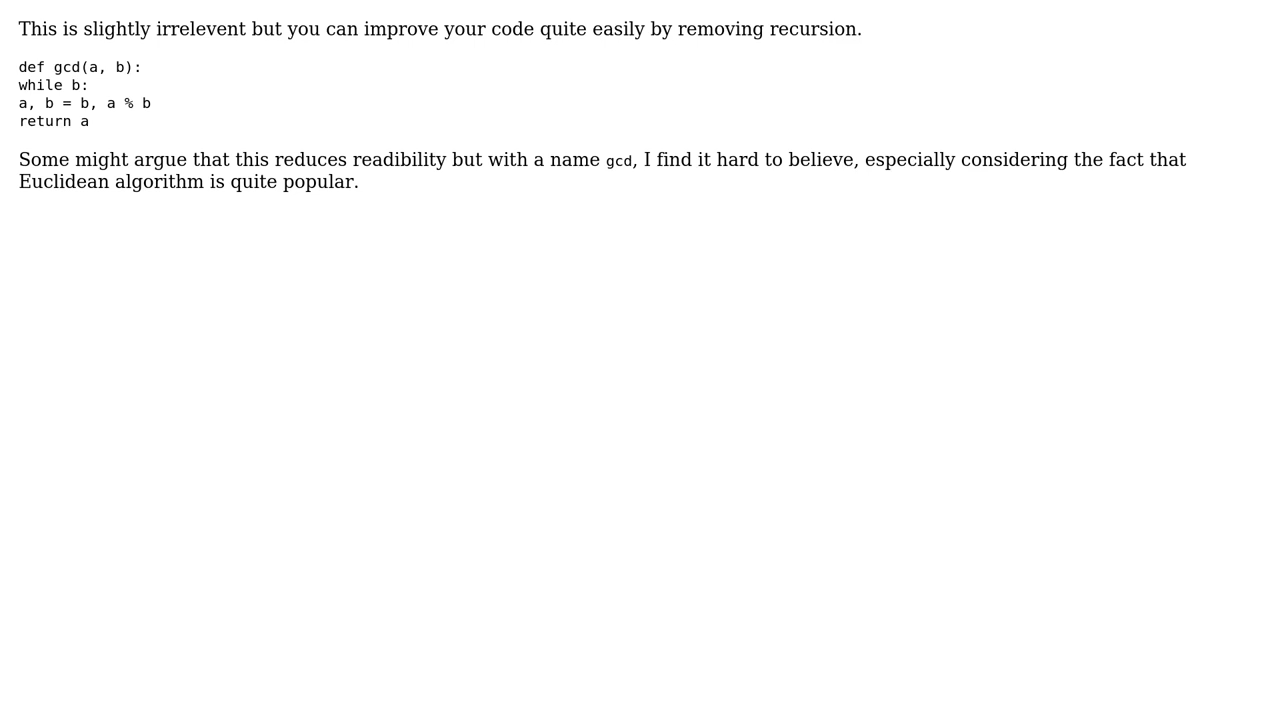 This is slightly irrelevent but you can improve your code quite easily by removing recursion.
def gcd(a, b):
while b:
a, b = b, a % b
return a
Some might argue that this reduces readibility but with a name gcd, I find it hard to believe, especially considering the fact that
Euclidean algorithm is quite popular.